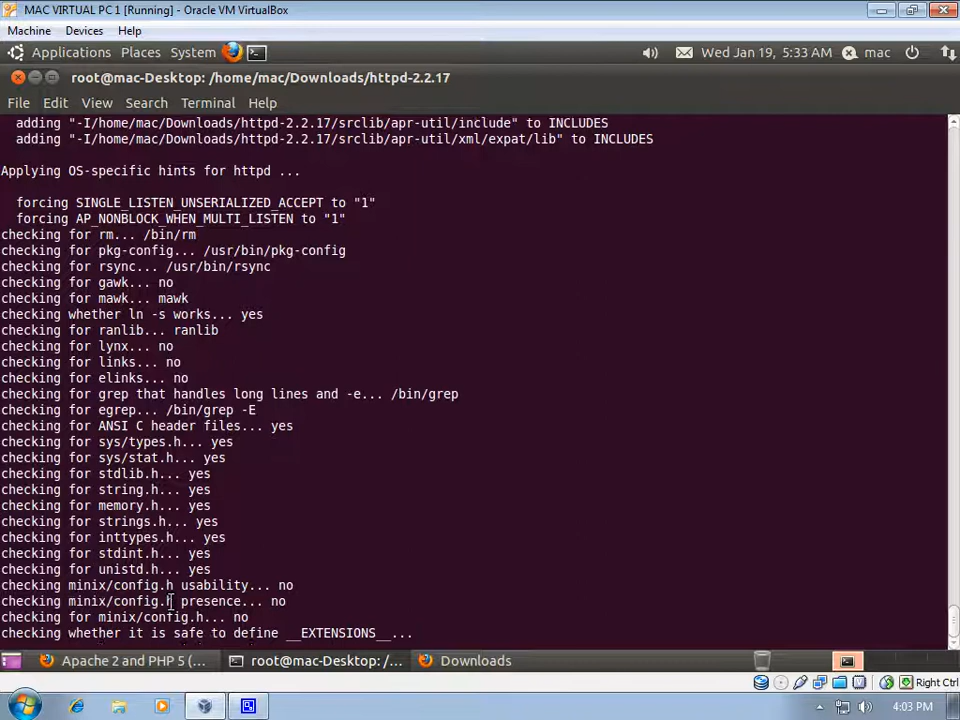 MAC VIRTUAL PC 1 [Running] - Oracle VM VirtualBox
Machine Devices Help
Applications Places System Wed Jan 19, 5:33 AM mac
root@mac-Desktop: /home/mac/Downloads/httpd-2.2.17
File Edit View Search Terminal Help
adding "-I/home/mac/Downloads/httpd-2.2.17/srclib/apr-util/include" to INCLUDES
adding "-I/home/mac/Downloads/httpd-2.2.17/srclib/apr-util/xml/expat/lib" to INCLUDES
Applying OS-specific hints for httpd ...
forcing SINGLE_LISTEN_UNSERIALIZED_ACCEPT to "1"
forcing AP_NONBLOCK_WHEN_MULTI_LISTEN to "1"
checking for rm... /bin/rm
checking for pkg-config... /usr/bin/pkg-config
checking for rsync... /usr/bin/rsync
checking for gawk... no
checking for mawk... mawk
checking whether ln -s works... yes
checking for ranlib... ranlib
checking for lynx... no
checking for links... no
checking for elinks... no
checking for grep that handles long lines and -e... /bin/grep
checking for egrep... /bin/grep -E
checking for ANSI C header files... yes
checking for sys/types.h... yes
checking for sys/stat.h... yes
checking for stdlib.h... yes
checking for string.h... yes
checking for memory.h... yes
checking for strings.h... yes
checking for inttypes.h... yes
checking for stdint.h... yes
checking for unistd.h... yes
checking minix/config.h usability... no
checking minix/config.h presence... no
checking for minix/config.h... no
checking whether it is safe to define __EXTENSIONS__...
Apache 2 and PHP 5 (... root@mac-Desktop: /... Downloads
Right Ctrl
4:03 PM